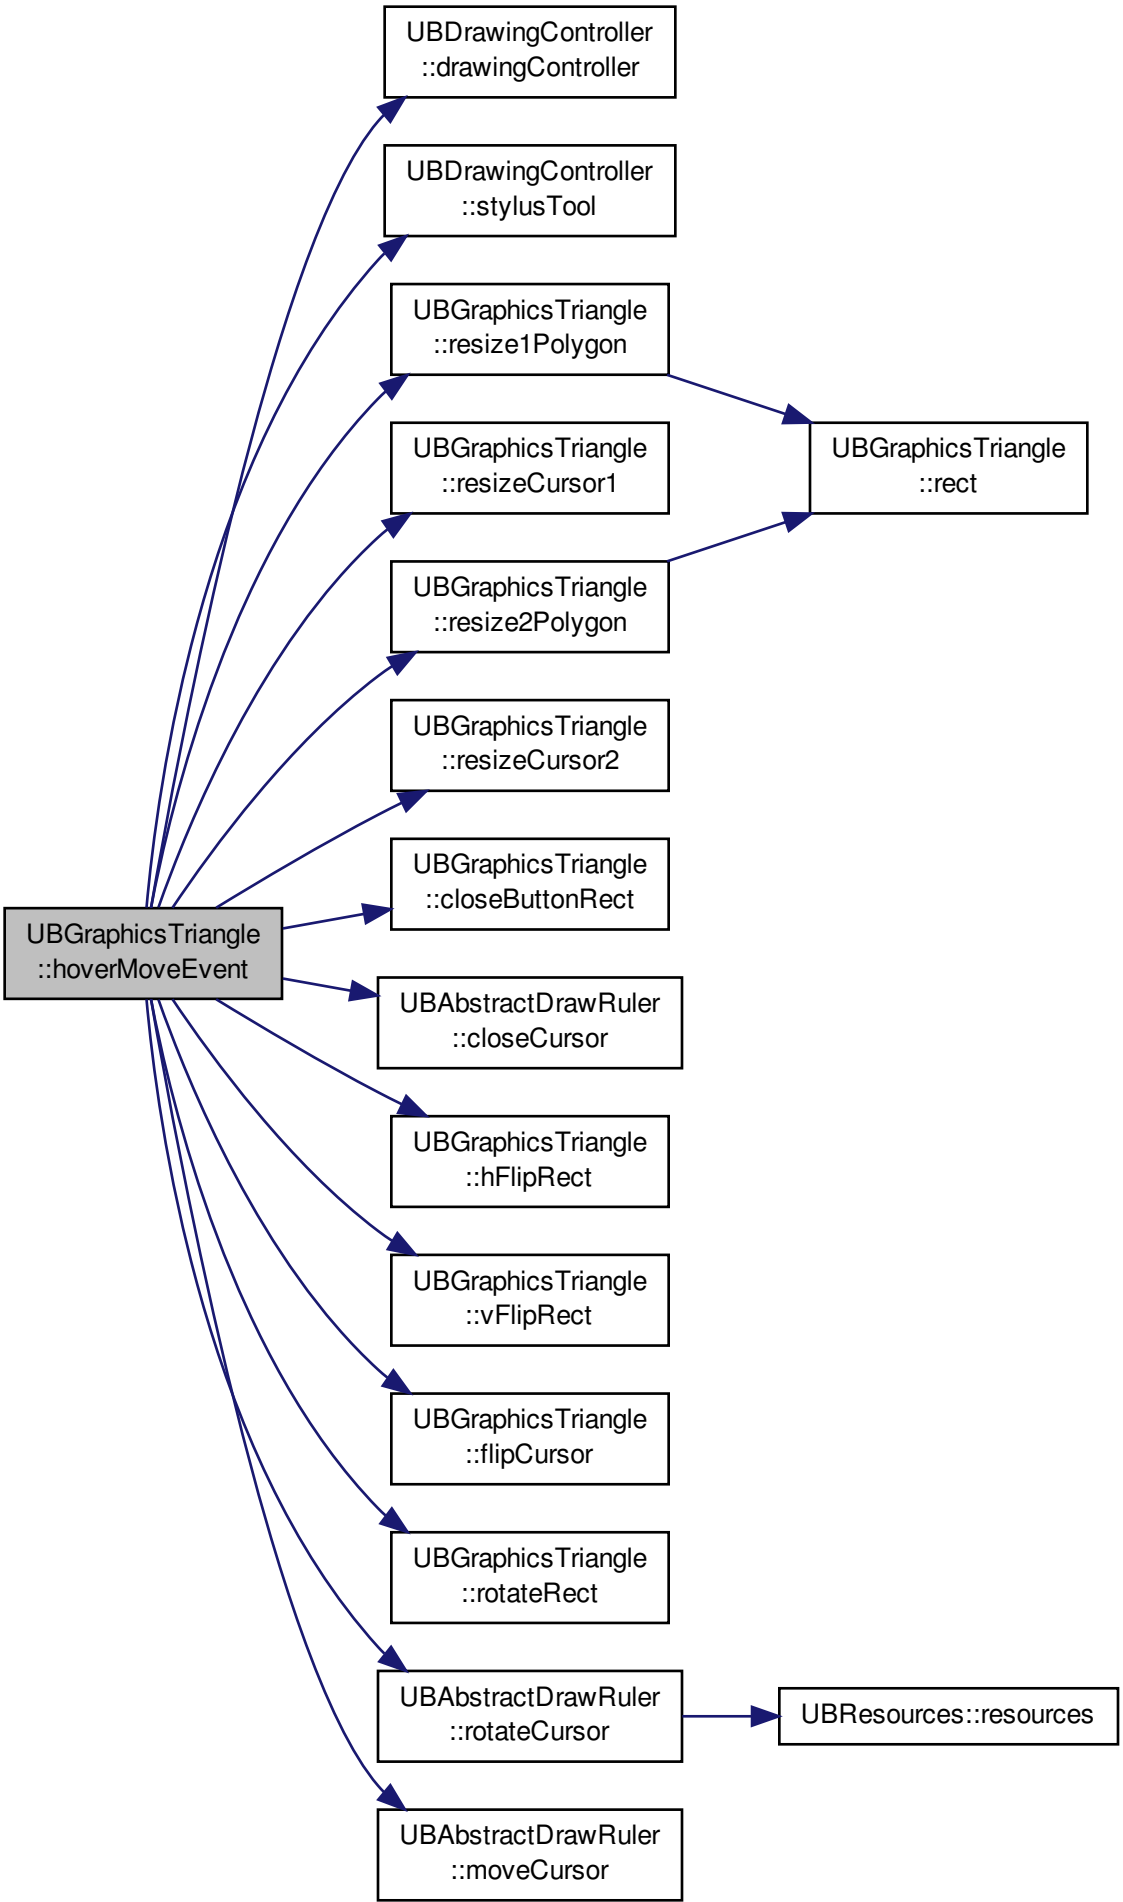 UBDrawingController
::drawingController
UBDrawingController
::stylusTool
UBGraphicsTriangle
::resize1Polygon
UBGraphicsTriangle
::resizeCursor1
UBGraphicsTriangle
::rect
UBGraphicsTriangle
::resize2Polygon
UBGraphicsTriangle
::resizeCursor2
UBGraphicsTriangle
::closeButtonRect
UBGraphicsTriangle
::hoverMoveEvent
UBAbstractDrawRuler
::closeCursor
UBGraphicsTriangle
::hFlipRect
UBGraphicsTriangle
::vFlipRect
UBGraphicsTriangle
::flipCursor
UBGraphicsTriangle
::rotateRect
UBAbstractDrawRuler
::rotateCursor
UBResources::resources
UBAbstractDrawRuler
::moveCursor